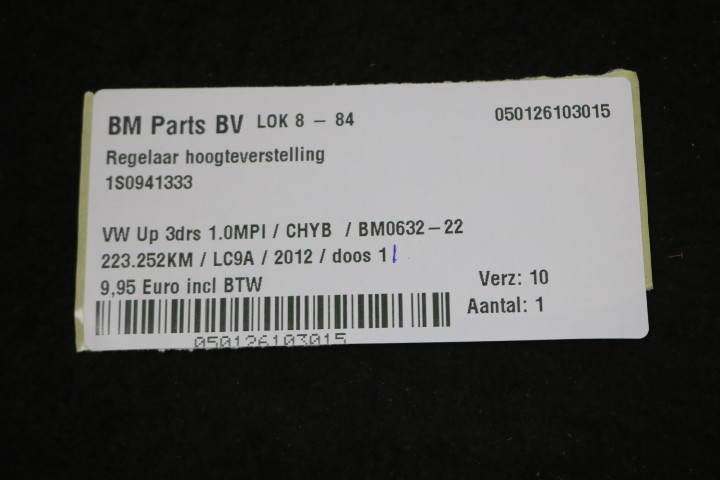 BM Parts BV LOK 8 - 84 050126103015
Regelaar hoogteverstelling
1S0941333
VW Up 3drs 1.0MPI / CHYB / BM0632-22
223.252KM / LC9A / 2012 / doos 11
9,95 Euro incl BTW Verz: 10
Aantal: 1
050126103015